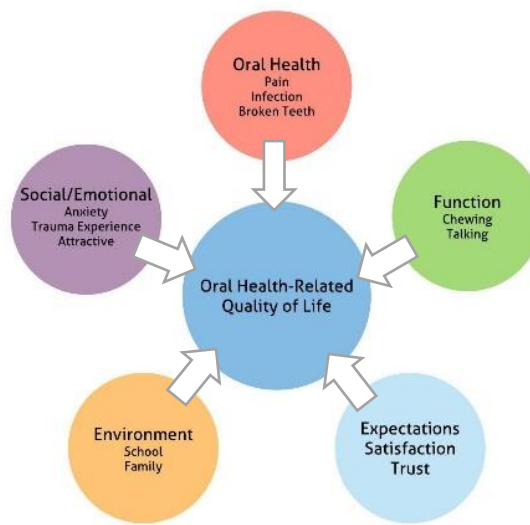 Oral Health
Pain
Infection
Broken Teeth
Social/Emotional
Anxiety
Trauma Experience
Attractive
Function
Chewing
Talking
Oral Health-Related
Quality of Life
Environment
School
Family
Expectations
Satisfaction
Trust